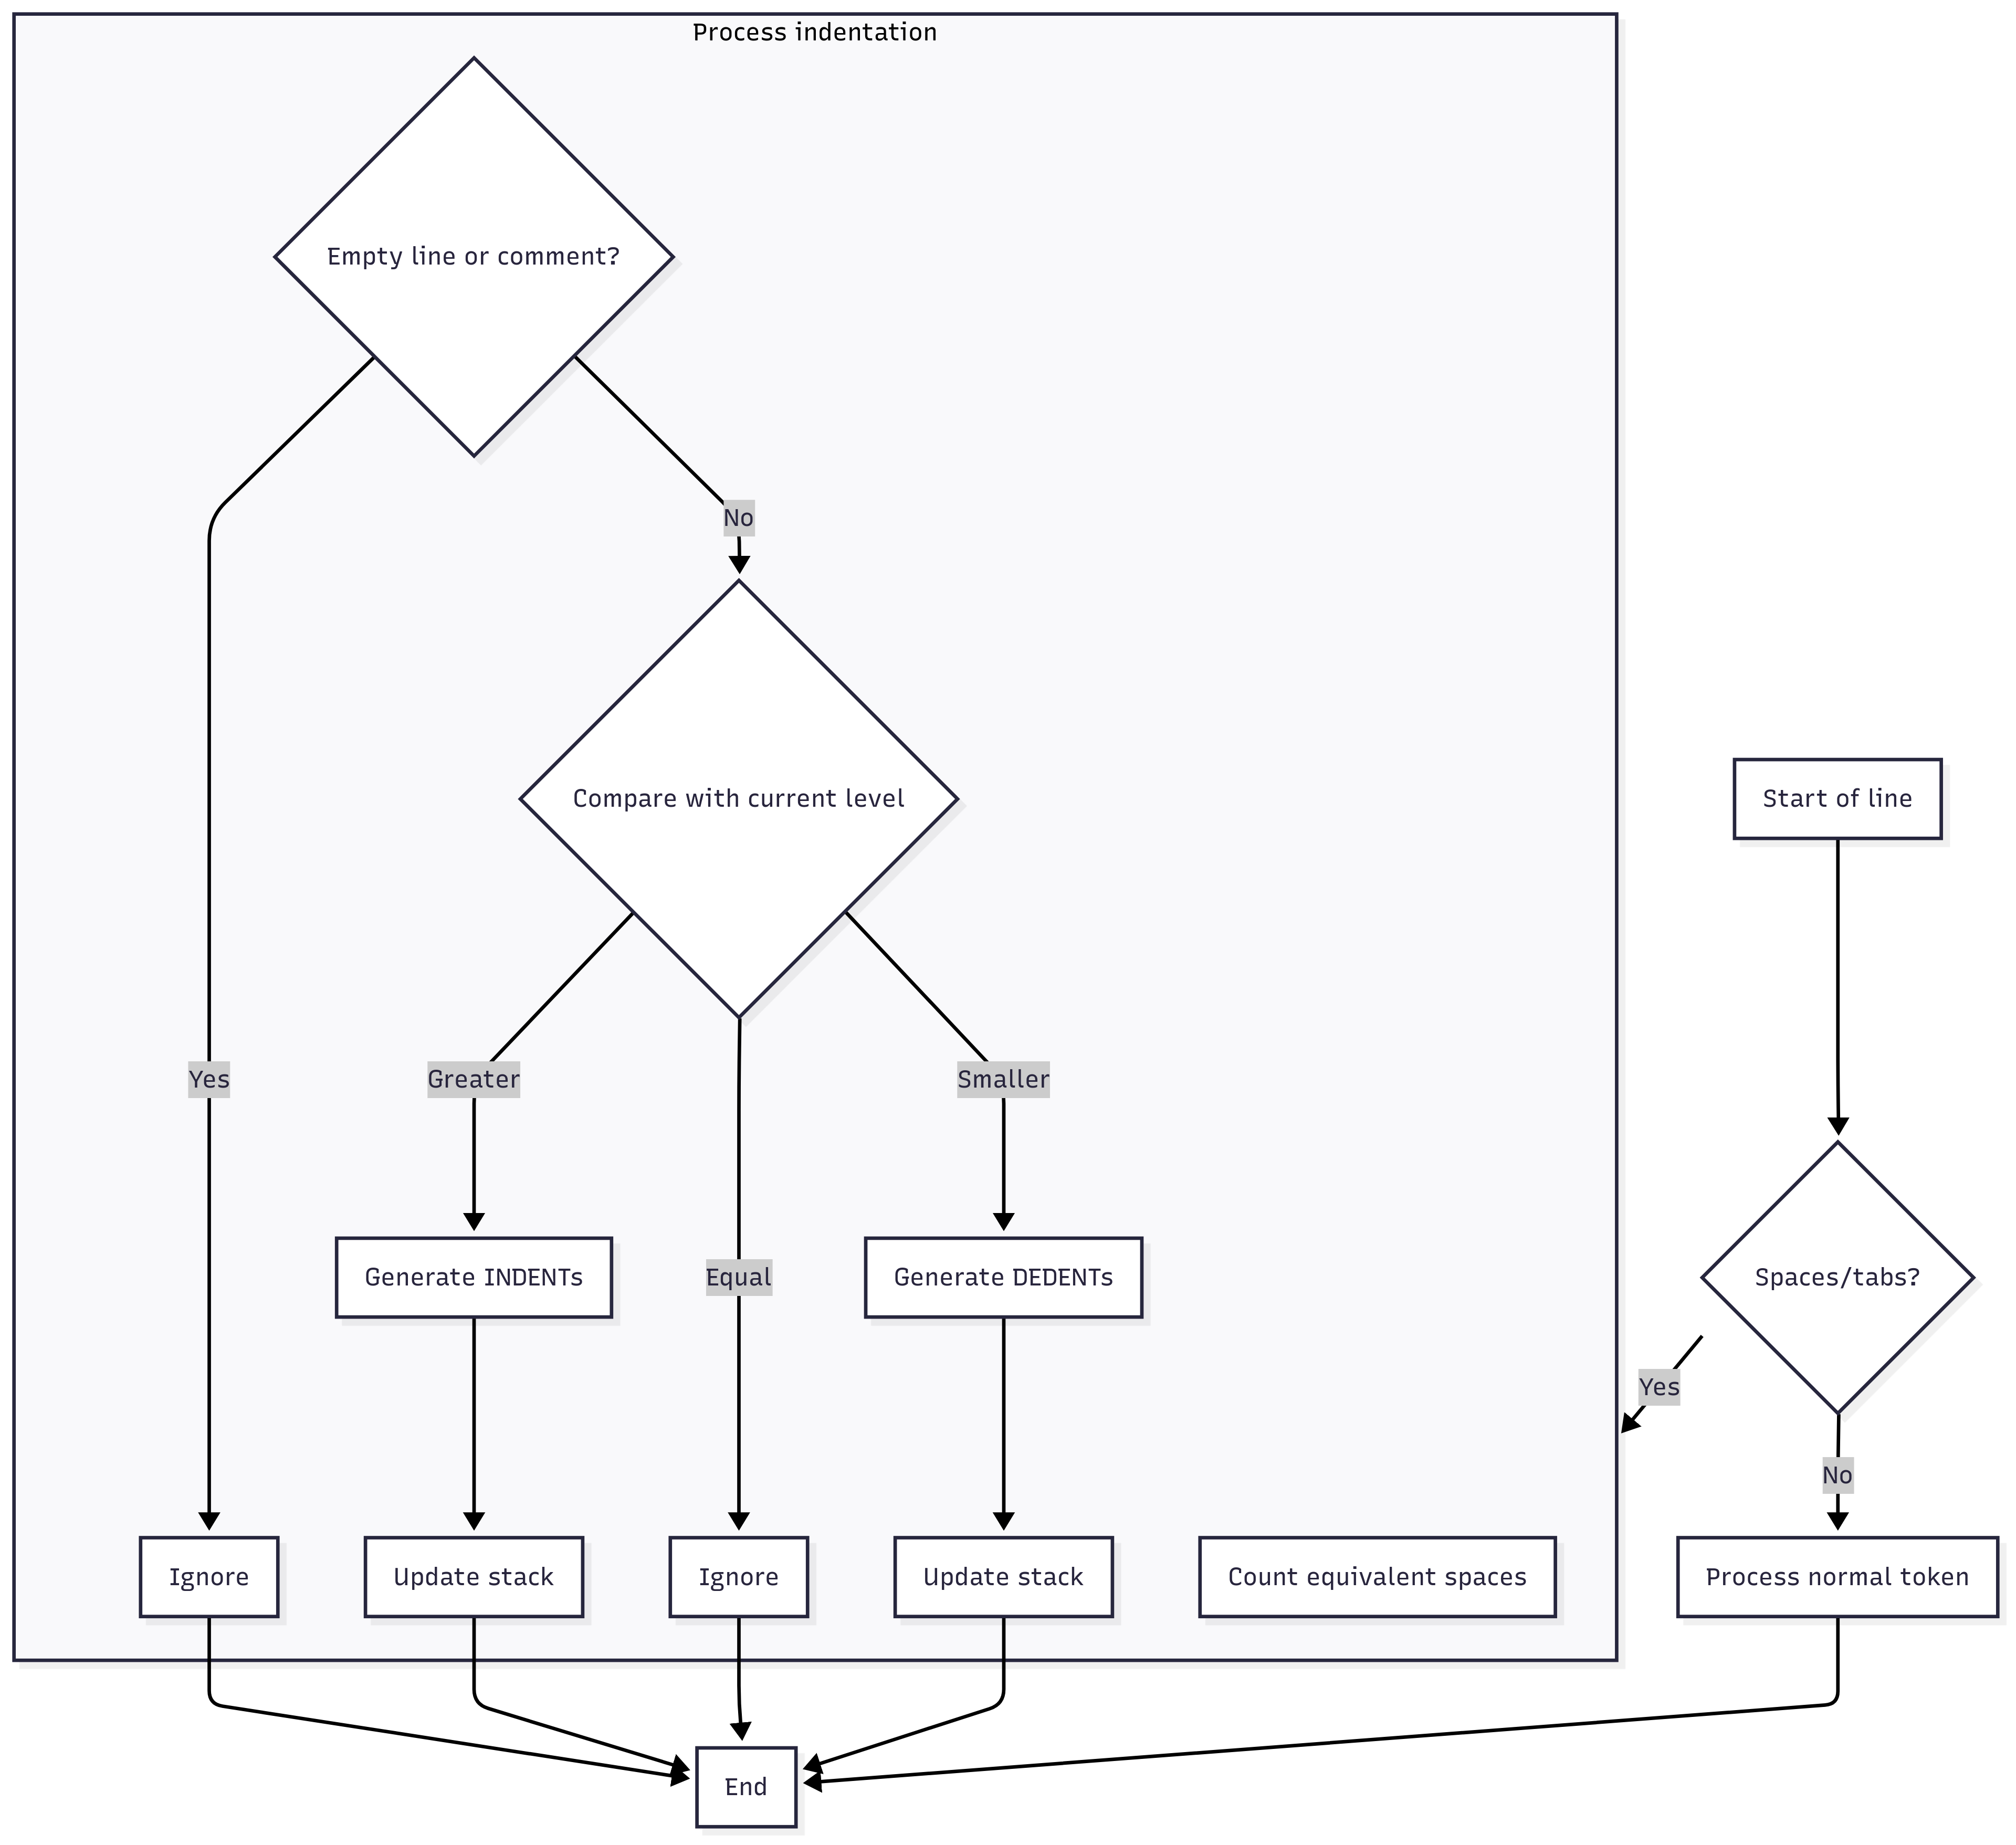 Process indentation
Empty line or comment?
No
Compare with current level
Start of line
Yes
Greater
Smaller
Generate INDENTs
Equal
Generate DEDENTs
Spaces/tabs?
Yes
No
Ignore
Update stack
Ignore
Update stack
Count equivalent spaces
Process normal token
End